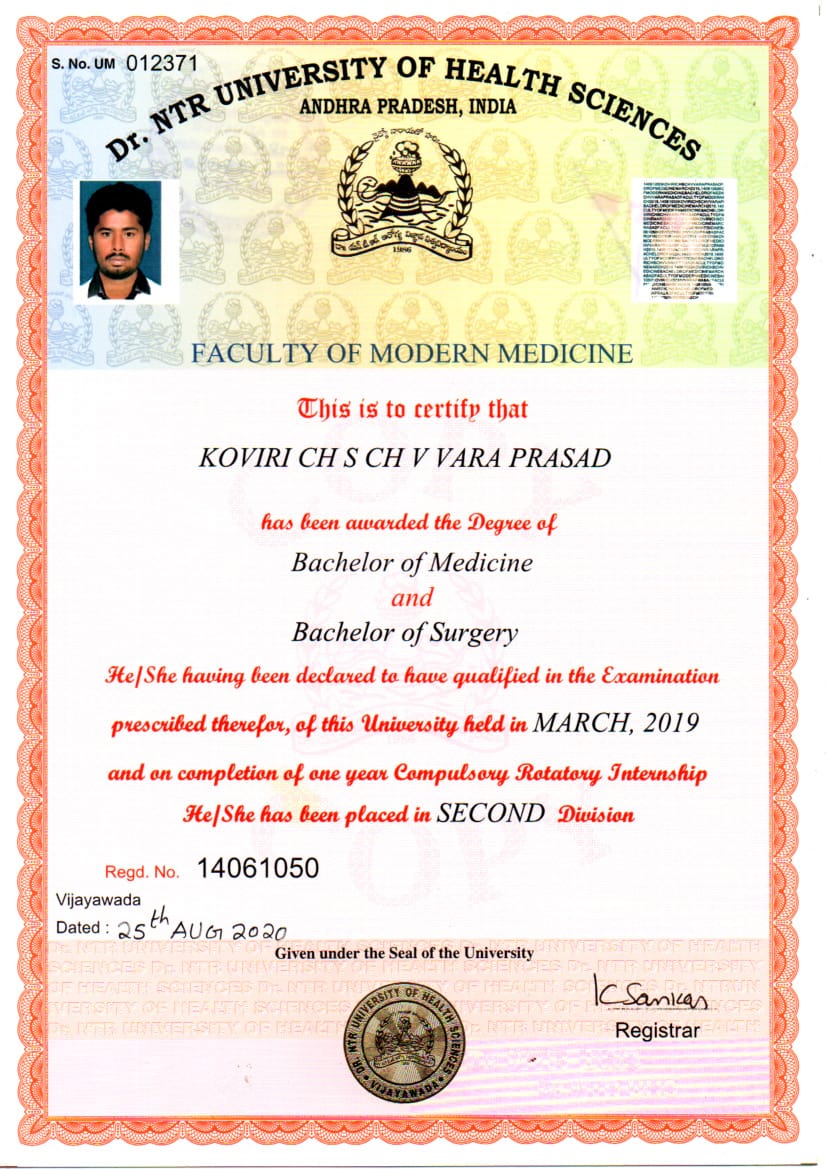 S. No. UM 012371
Dr. NTR UNIVERSITY OF HEALTH SCIENCES
ANDHRA PRADESH, INDIA
1986
FACULTY OF MODERN MEDICINE
This is to certify that
KOVIRI CH S CH V VARA PRASAD
has been awarded the Degree of
Bachelor of Medicine
and
Bachelor of Surgery
He/She having been declared to have qualified in the Examination
prescribed therefor, of this University held in MARCH, 2019
and on completion of one year Compulsory Rotatory Internship
He/She has been placed in SECOND Division
Regd. No. 14061050
Vijayawada
Dated : 25th AUG 2020
Given under the Seal of the University
DR. NTR UNIVERSITY OF HEALTH SCIENCES
VIJAYAWADA
K Sankar
Registrar